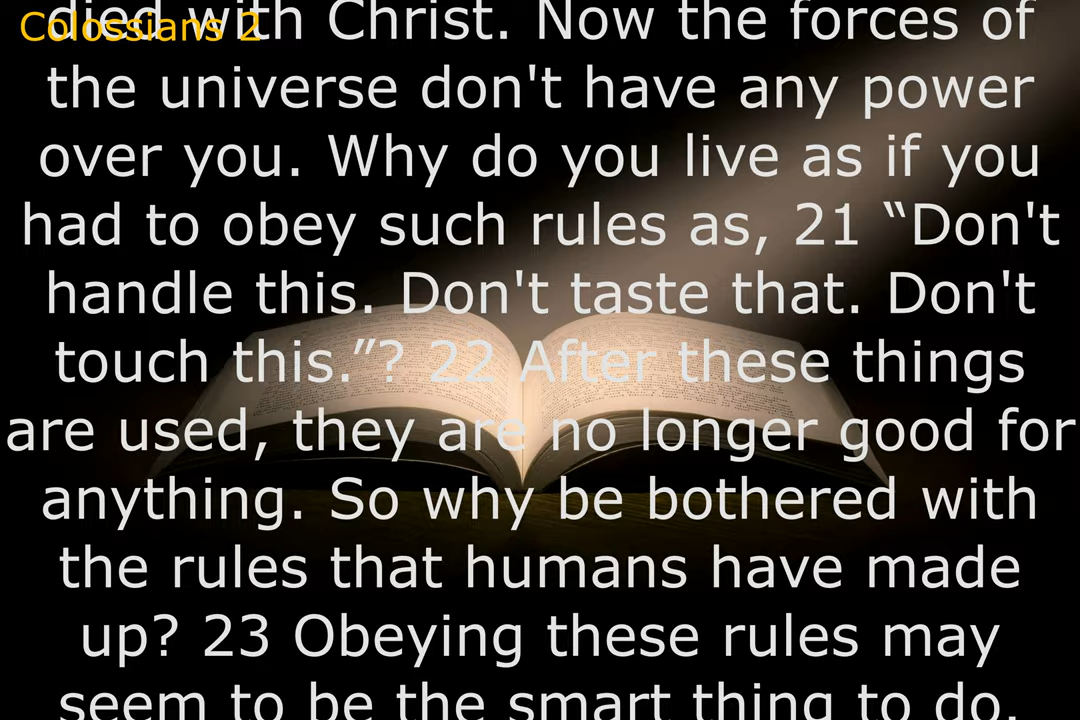 Colossians 2
died with Christ. Now the forces of
the universe don't have any power
over you. Why do you live as if you
had to obey such rules as, 21 “Don't
handle this. Don't taste that. Don't
touch this.”? 22 After these things
are used, they are no longer good for
anything. So why be bothered with
the rules that humans have made
up? 23 Obeying these rules may
seem to be the smart thing to do.